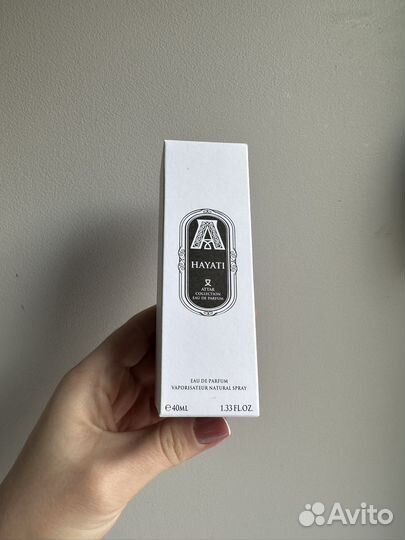 A
HAYATI
ATTAR
COLLECTION
EAU DE PARFUM
EAU DE PARFUM
VAPORISATEUR NATURAL SPRAY
℮40ML 1.33 FL.OZ.
Avito